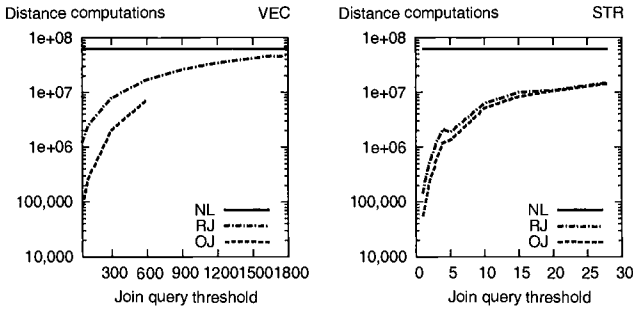 Distance computations VEC
1e+08
1e+07
1e+06
100,000
10,000
NL
RJ
OJ
300 600 900 1200 1500 1800
Join query threshold
Distance computations STR
1e+08
1e+07
1e+06
100,000
10,000
NL
RJ
OJ
0 5 10 15 20 25 30
Join query threshold